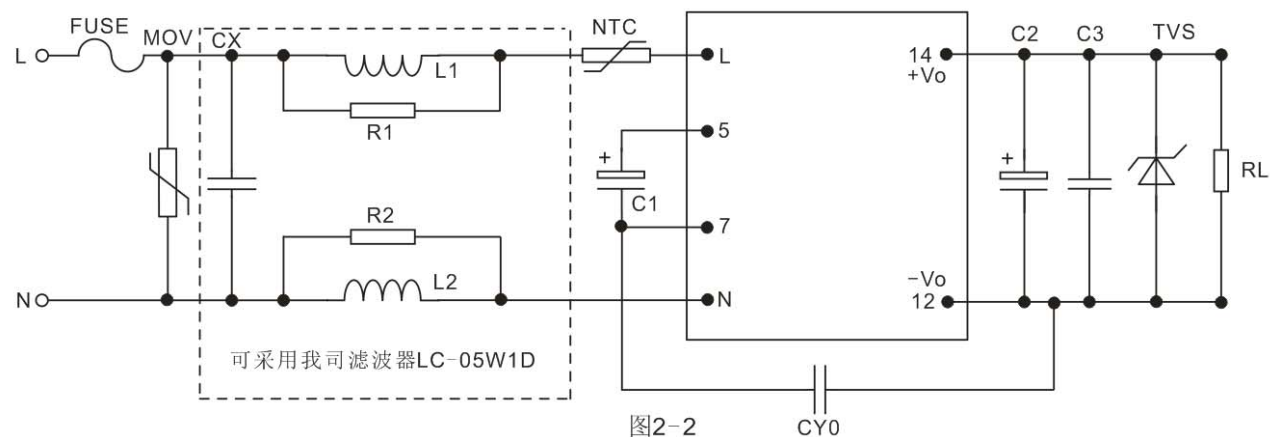 FUSE
MOV
CX
NTC
L
L1
R1
R2
L2
N
可采用我司滤波器LC-05W1D
+
C1
L
5
7
N
14
+Vo
-Vo
12
C2
C3
TVS
+
RL
CY0
图2-2